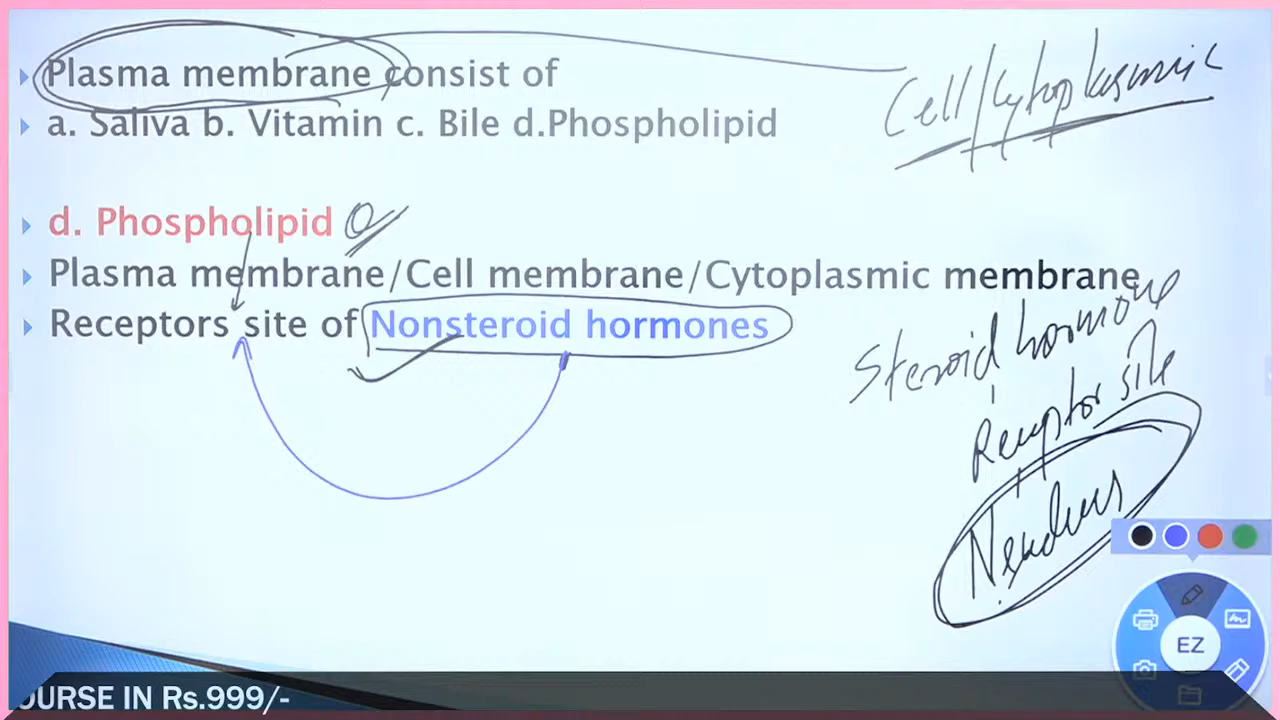 Plasma membrane consist of
Cell/Cytoplasmic
a. Saliva b. Vitamin c. Bile d.Phospholipid
d. Phospholipid
Plasma membrane/Cell membrane/Cytoplasmic membrane
Receptors site of Nonsteroid hormones
Steroid hormone
Receptor site
EZ
OURSE IN Rs.999/-